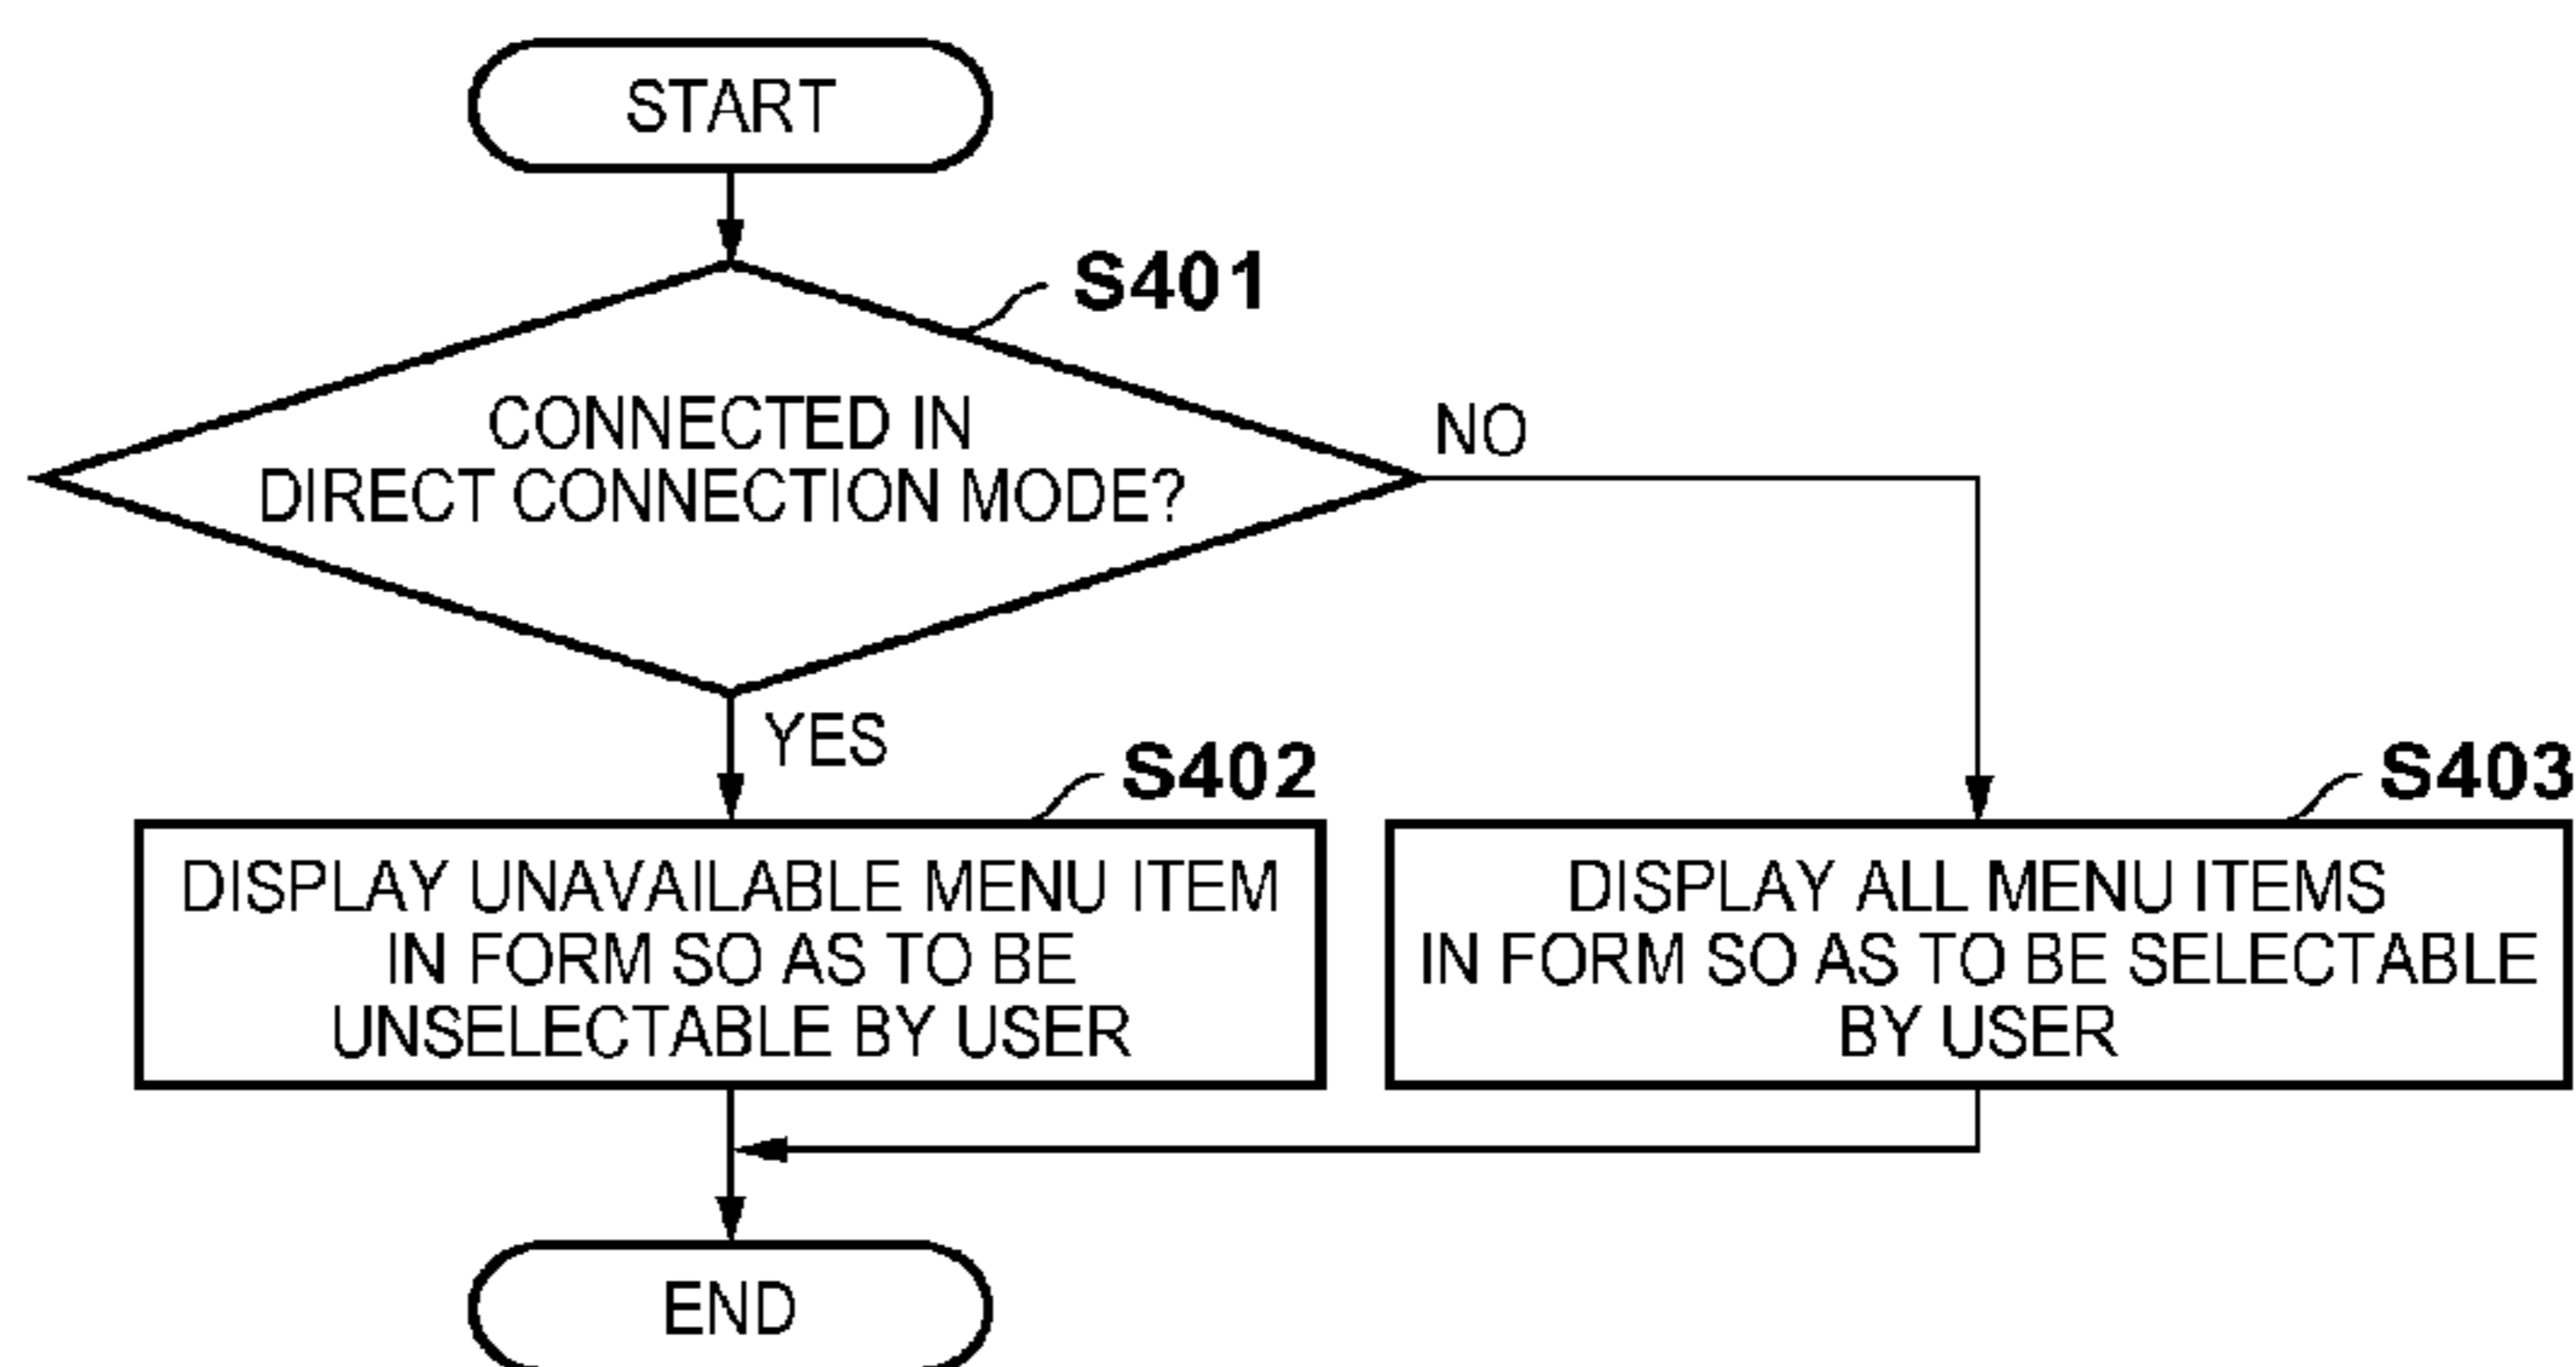 START
S401
CONNECTED IN
DIRECT CONNECTION MODE?
NO
YES
S402
DISPLAY UNAVAILABLE MENU ITEM
IN FORM SO AS TO BE
UNSELECTABLE BY USER
S403
DISPLAY ALL MENU ITEMS
IN FORM SO AS TO BE SELECTABLE
BY USER
END